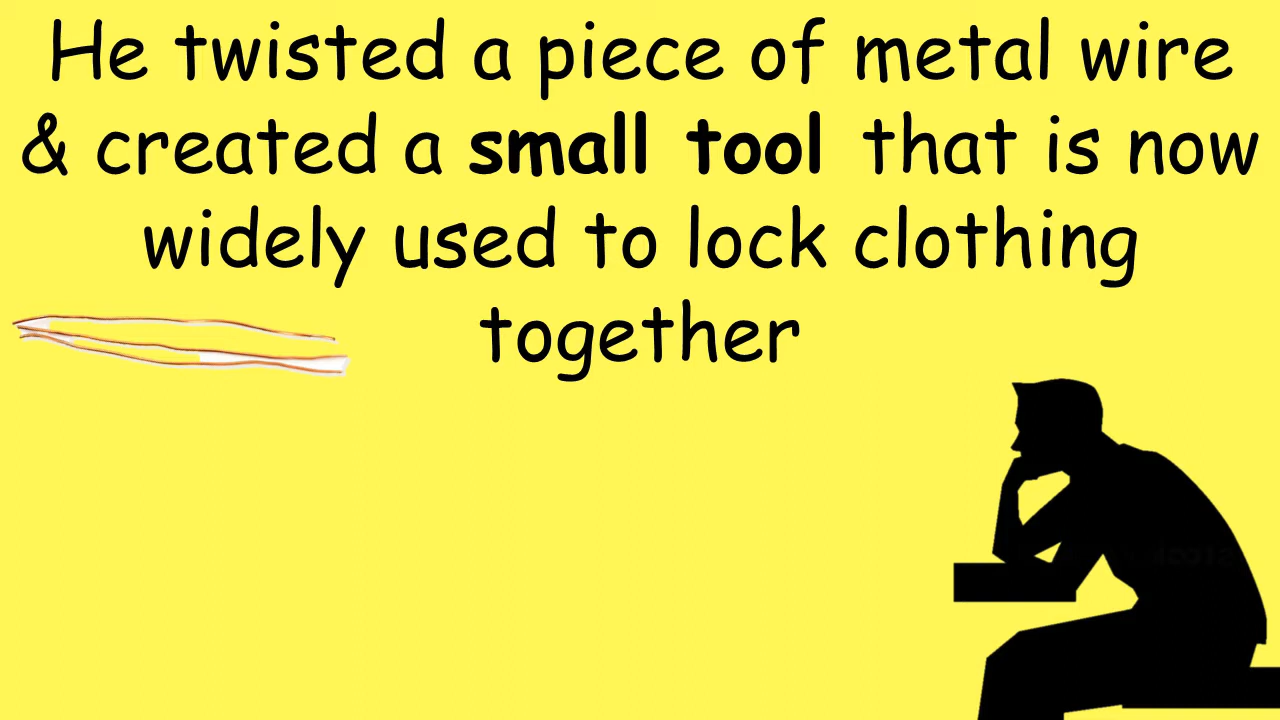 He twisted a piece of metal wire
& created a small tool that is now
widely used to lock clothing
together